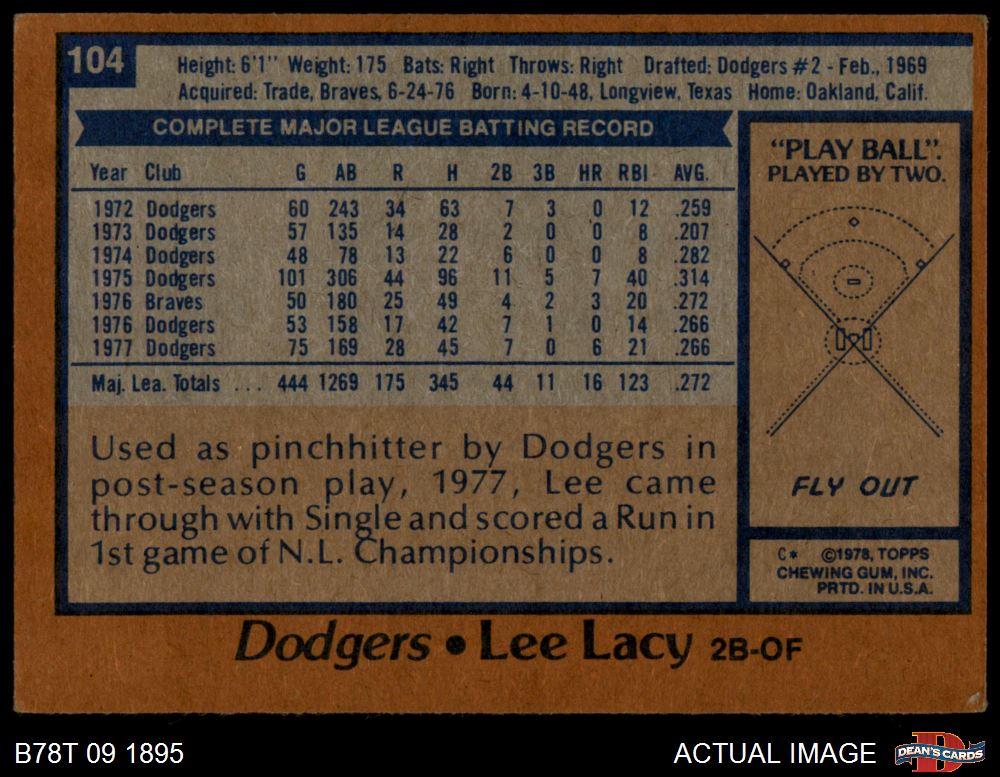 104
Height: 6'1" Weight: 175 Bats: Right Throws: Right Drafted: Dodgers #2 - Feb., 1969
Acquired: Trade, Braves, 6-24-76 Born: 4-10-48, Longview, Texas Home: Oakland, Calif.
COMPLETE MAJOR LEAGUE BATTING RECORD
Year Club G AB R H 2B 3B HR RBI AVG.
1972 Dodgers 60 243 34 63 7 3 0 12 .259
1973 Dodgers 57 135 14 28 2 0 0 8 .207
1974 Dodgers 48 78 13 22 6 0 0 8 .282
1975 Dodgers 101 306 44 96 11 5 7 40 .314
1976 Braves 50 180 25 49 4 2 3 20 .272
1976 Dodgers 53 158 17 42 7 1 0 14 .266
1977 Dodgers 75 169 28 45 7 0 6 21 .266
Maj. Lea. Totals ... 444 1269 175 345 44 11 16 123 .272
Used as pinchhitter by Dodgers in
post-season play, 1977, Lee came
through with Single and scored a Run in
1st game of N.L. Championships.
"PLAY BALL".
PLAYED BY TWO.
FLY OUT
C* ©1978, TOPPS
CHEWING GUM, INC.
PRTD. IN U.S.A.
Dodgers • Lee Lacy 2B-OF
B78T 09 1895
ACTUAL IMAGE
D
DEAN'S CARDS